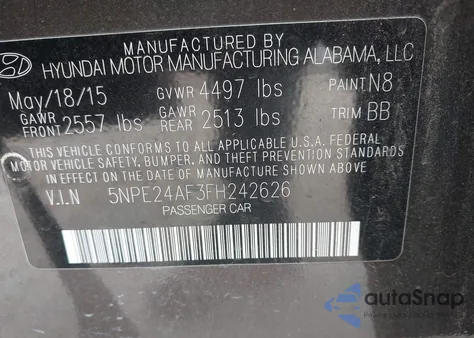 MANUFACTURED BY
HYUNDAI MOTOR MANUFACTURING ALABAMA, LLC
May/18/15 GVWR 4497 lbs PAINT N8
GAWR FRONT 2557 lbs GAWR REAR 2513 lbs TRIM BB
THIS VEHICLE CONFORMS TO ALL APPLICABLE U.S.A FEDERAL
MOTOR VEHICLE SAFETY, BUMPER, AND THEFT PREVENTION STANDARDS
IN EFFECT ON THE DATE OF MANUFACTURE SHOWN ABOVE.
V.I.N 5NPE24AF3FH242626
PASSENGER CAR
autoSnap